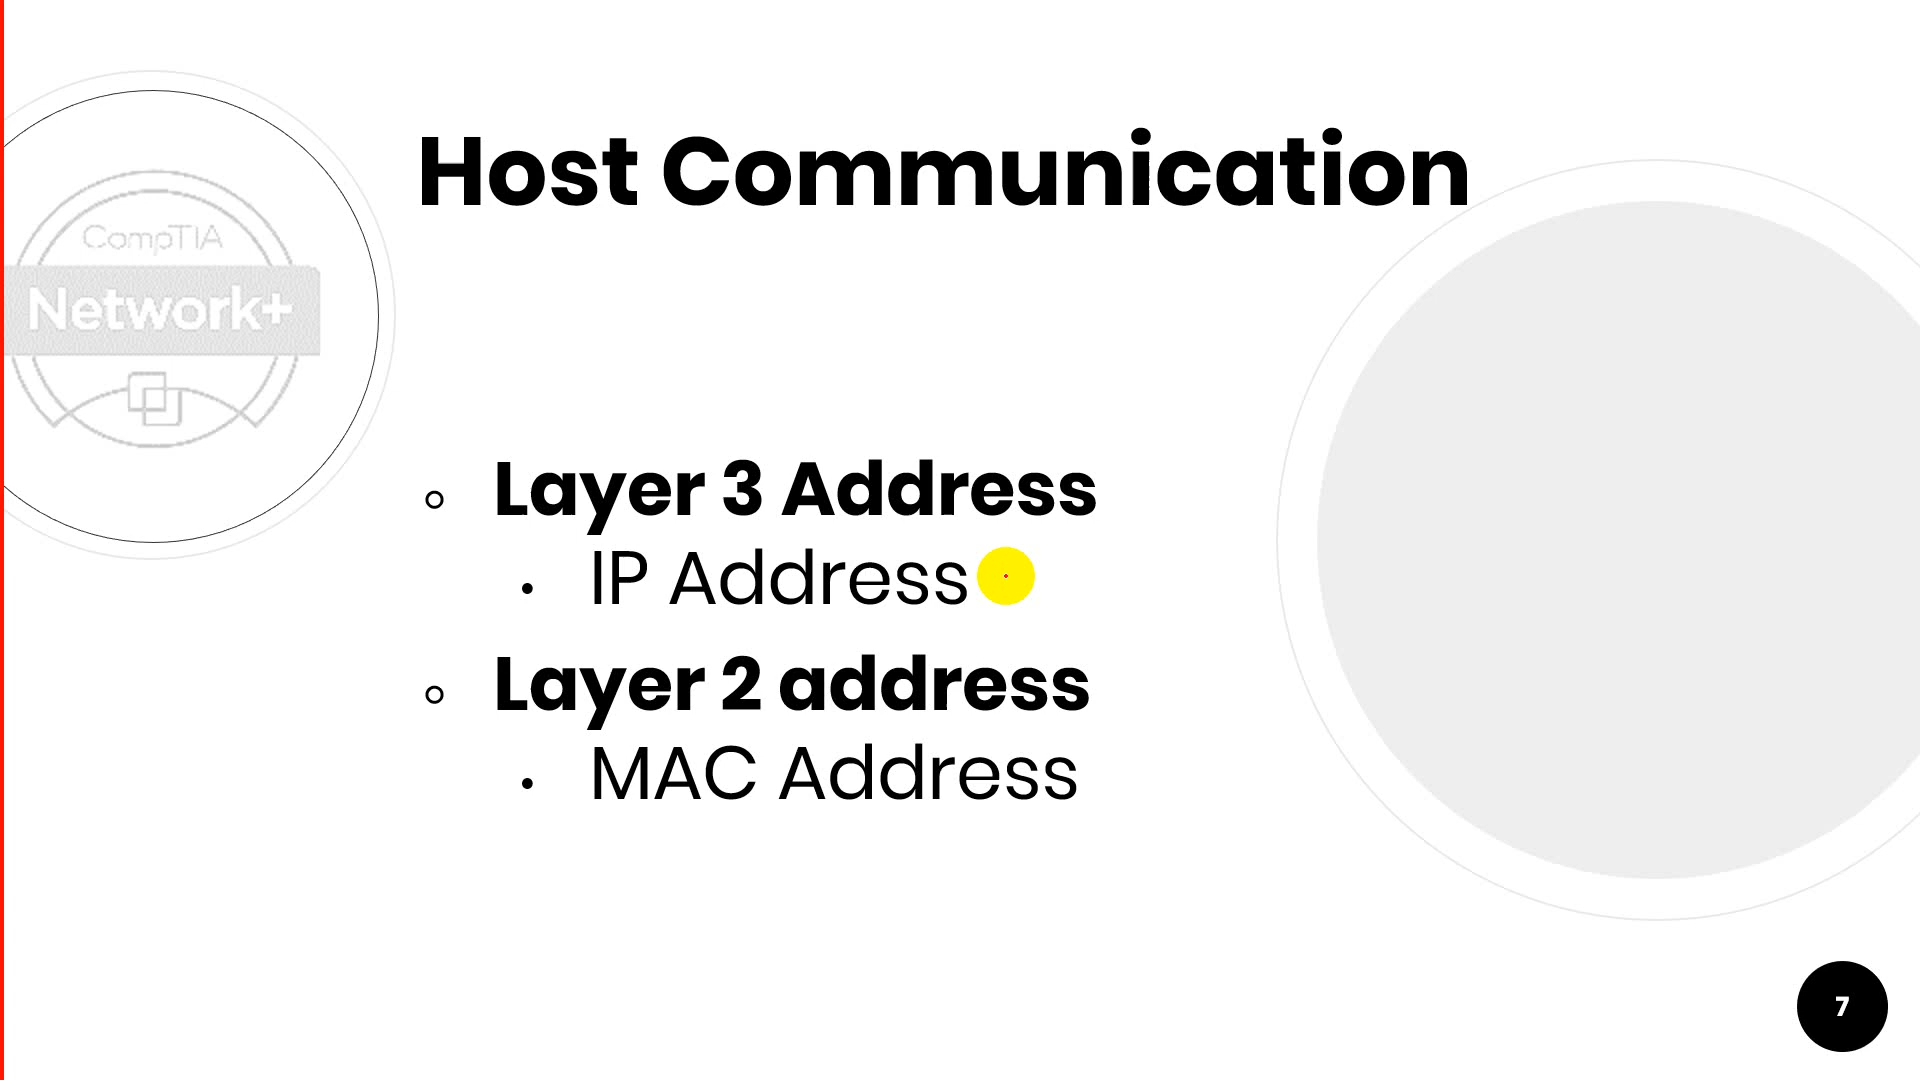 Host Communication
CompTIA
Network+
Layer 3 Address
IP Address
Layer 2 address
MAC Address
7